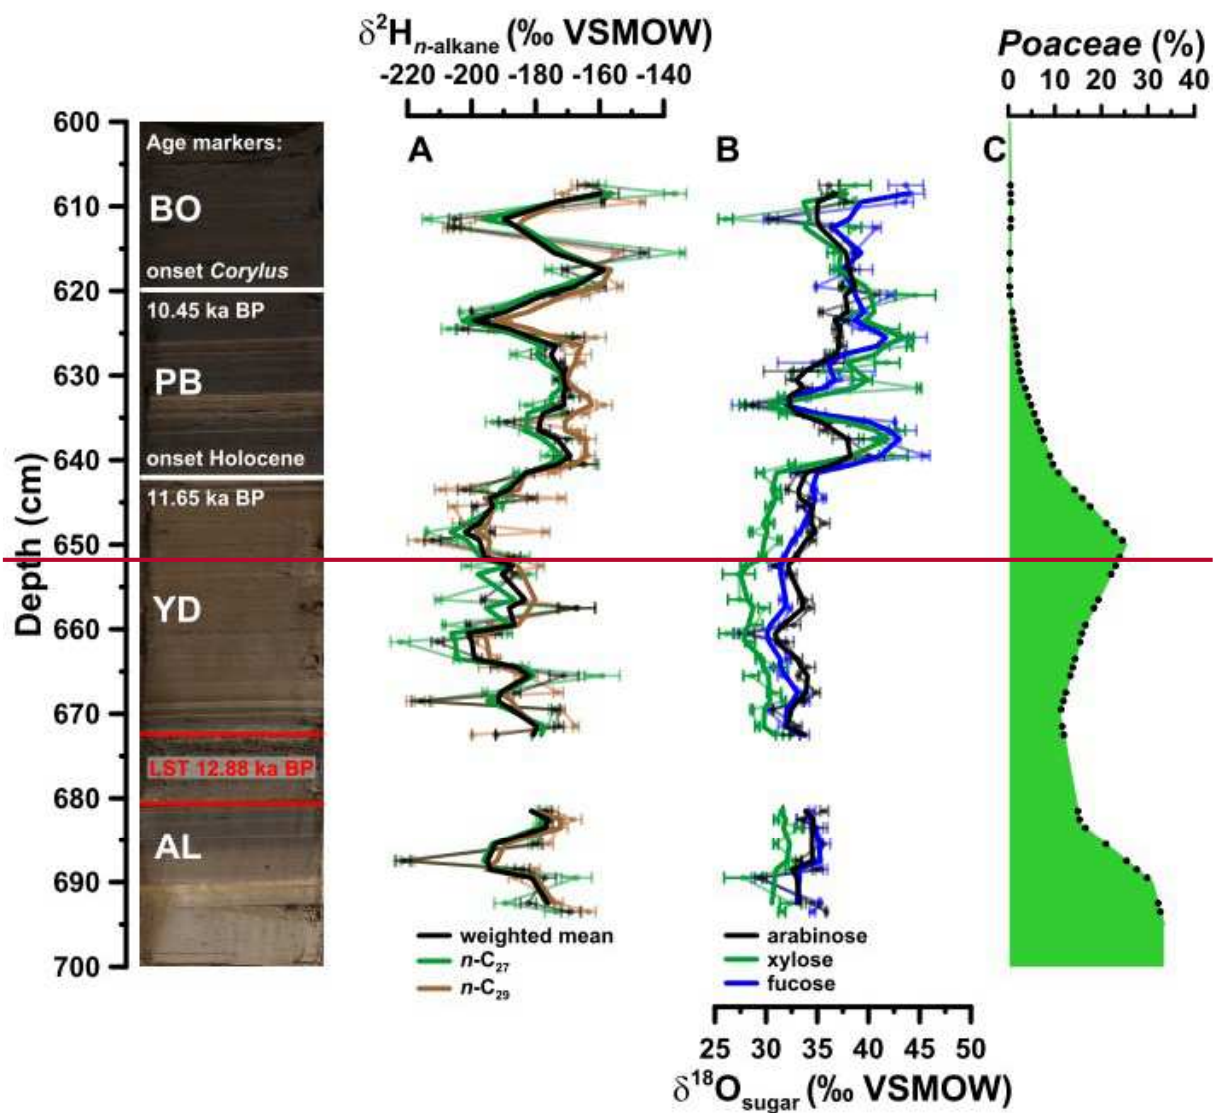 δ²Hn-alkane (‰ VSMOW)
-220 -200 -180 -160 -140
Poaceae (%)
0 10 20 30 40
A
B
C
Depth (cm)
600
610
620
630
640
650
660
670
680
690
700
Age markers:
BO
onset Corylus
10.45 ka BP
PB
onset Holocene
11.65 ka BP
YD
LST 12.88 ka BP
AL
weighted mean
n-C₂₇
n-C₂₉
arabinose
xylose
fucose
25 30 35 40 45 50
δ¹⁸Osugar (‰ VSMOW)